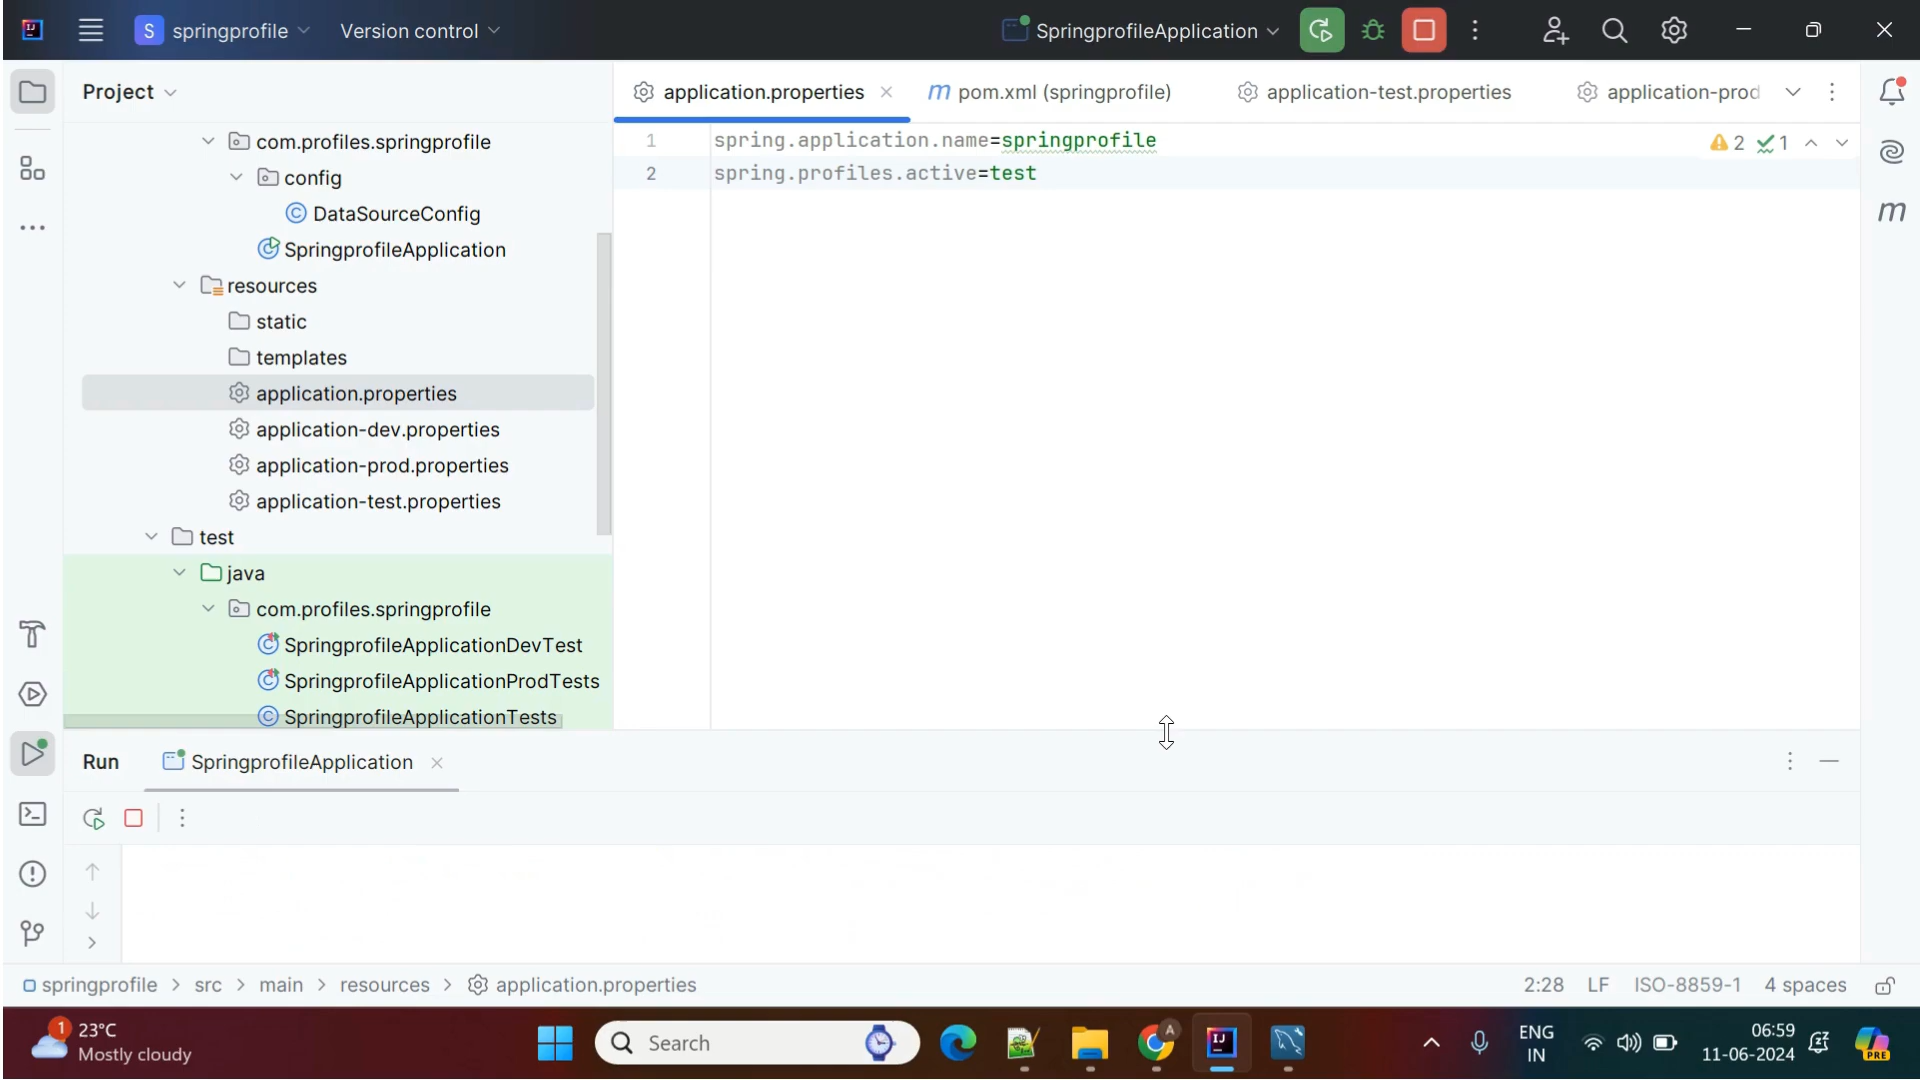 S springprofile Version control SpringprofileApplication
Project
application.properties
m pom.xml (springprofile)
application-test.properties
application-prod
com.profiles.springprofile
config
DataSourceConfig
SpringprofileApplication
resources
static
templates
application.properties
application-dev.properties
application-prod.properties
application-test.properties
test
java
com.profiles.springprofile
SpringprofileApplicationDevTest
SpringprofileApplicationProdTests
SpringprofileApplicationTests
1 spring.application.name=springprofile
2 spring.profiles.active=test
2 1
m
Run SpringprofileApplication
springprofile > src > main > resources > application.properties
2:28 LF ISO-8859-1 4 spaces
1 23°C
Mostly cloudy
Search
A
IJ
ENG
IN
06:59
11-06-2024
PRE